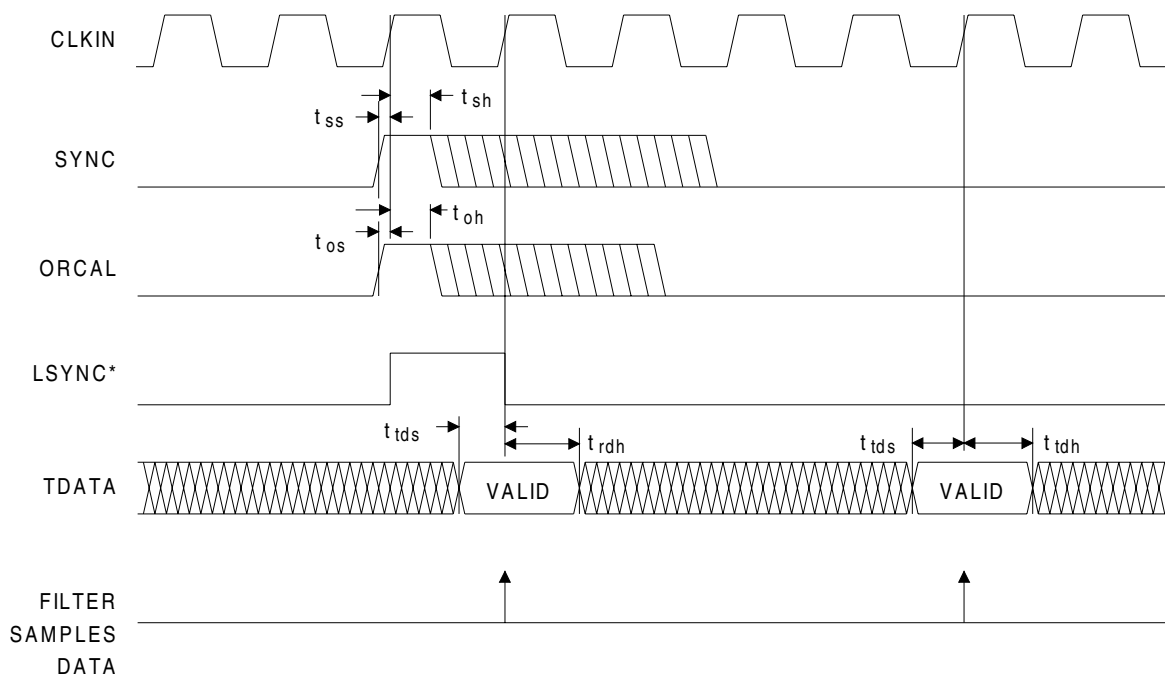 CLKIN
t sh
t ss
SYNC
t oh
t os
ORCAL
LSYNC*
t tds
t rdh
t tds
t tdh
TDATA
VALID
VALID
FILTER
SAMPLES
DATA